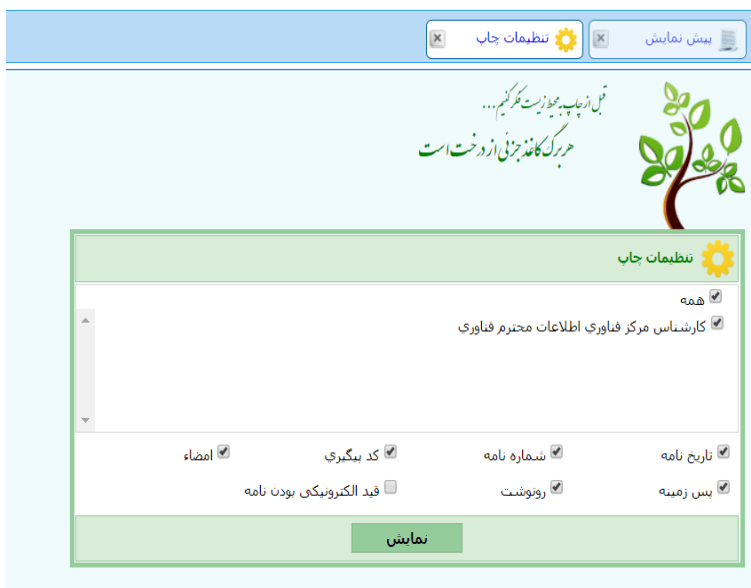 پیش نمایش
تنظیمات چاپ
قبل از چاپ به محیط زیست فکر کنیم...
هر برگ کاغذ جزئی از درخت است
تنظیمات چاپ
همه
کارشناس مرکز فناوري اطلاعات محترم فناوري
تاریخ نامه شماره نامه کد پیگیري امضاء
پس زمینه رونوشت قید الکترونیکی بودن نامه
نمایش